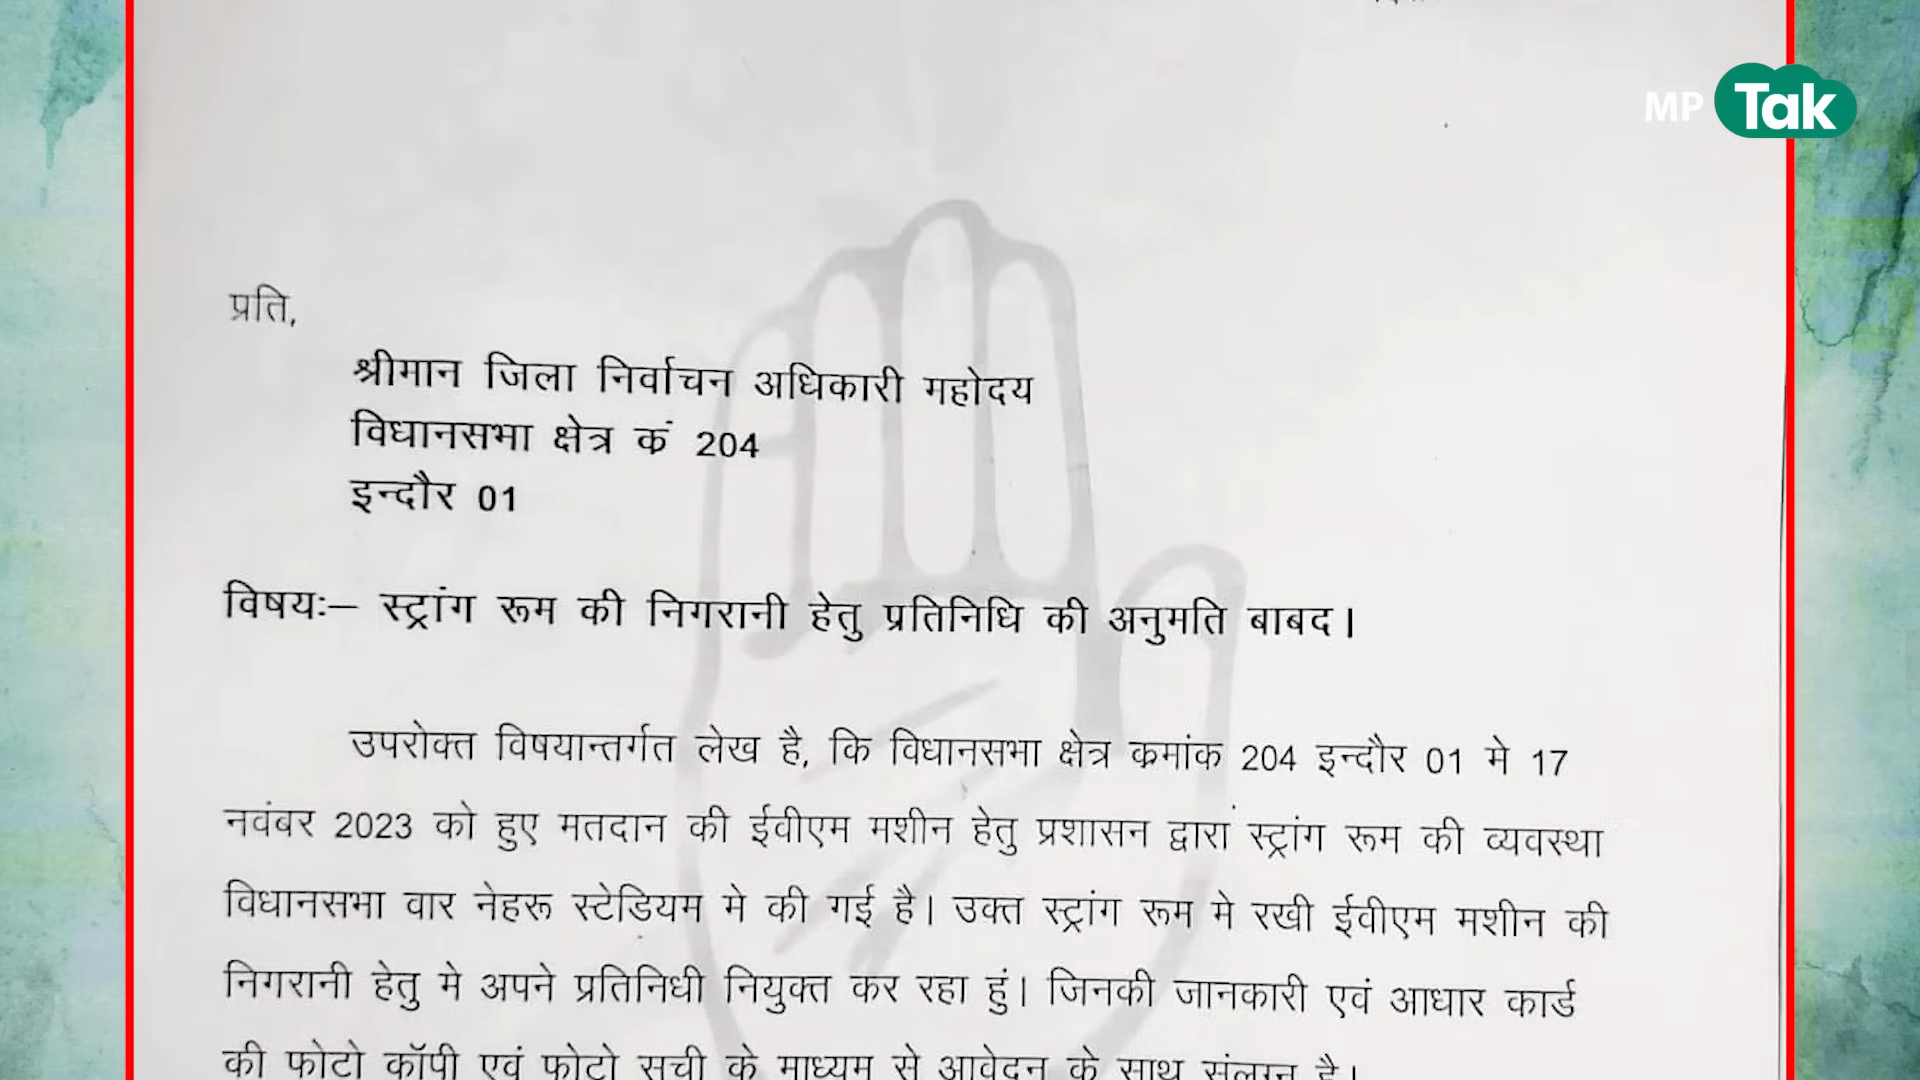 MP Tak
प्रति,
श्रीमान जिला निर्वाचन अधिकारी महोदय
विधानसभा क्षेत्र कं 204
इन्दौर 01
विषयः– स्ट्रांग रूम की निगरानी हेतु प्रतिनिधि की अनुमति बाबद।
उपरोक्त विषयान्तर्गत लेख है, कि विधानसभा क्षेत्र कमांक 204 इन्दौर 01 मे 17
नवंबर 2023 को हुए मतदान की ईवीएम मशीन हेतु प्रशासन द्वारा स्ट्रांग रूम की व्यवस्था
विधानसभा वार नेहरू स्टेडियम मे की गई है। उक्त स्ट्रांग रूम मे रखी ईवीएम मशीन की
निगरानी हेतु मे अपने प्रतिनिधी नियुक्त कर रहा हुं। जिनकी जानकारी एवं आधार कार्ड
की फोटो कॉपी एवं फोटो सूची के माध्यम से आवेदन के साथ संलग्न है।